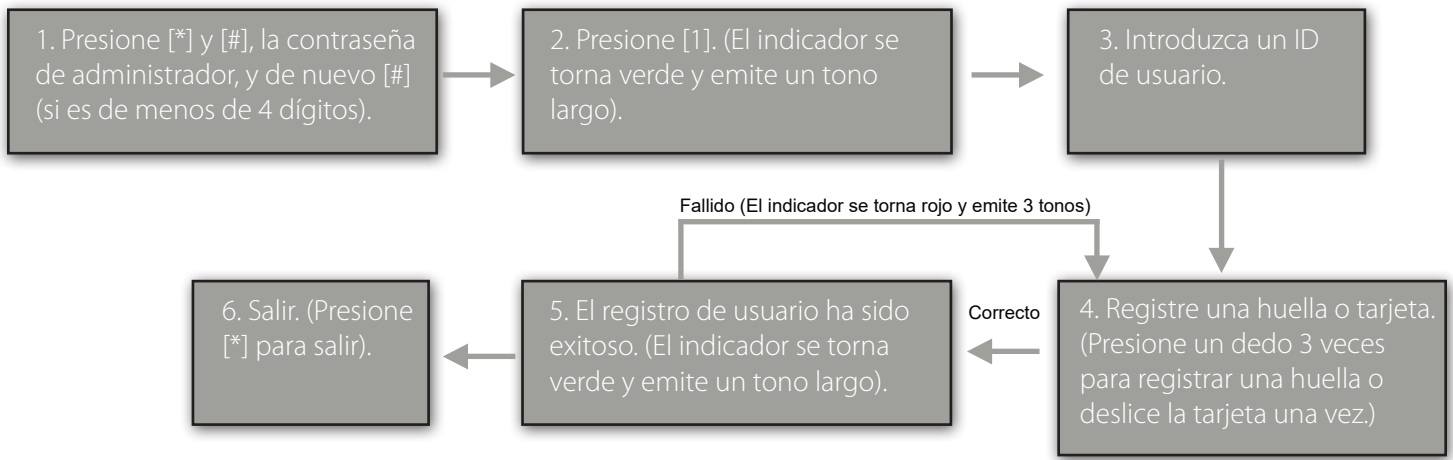 1. Presione [*] y [#], la contraseña
de administrador, y de nuevo [#]
(si es de menos de 4 dígitos).
2. Presione [1]. (El indicador se
torna verde y emite un tono
largo).
3. Introduzca un ID
de usuario.
Fallido (El indicador se torna rojo y emite 3 tonos)
4. Registre una huella o tarjeta.
(Presione un dedo 3 veces
para registrar una huella o
deslice la tarjeta una vez.)
Correcto
5. El registro de usuario ha sido
exitoso. (El indicador se torna
verde y emite un tono largo).
6. Salir. (Presione
[*] para salir).